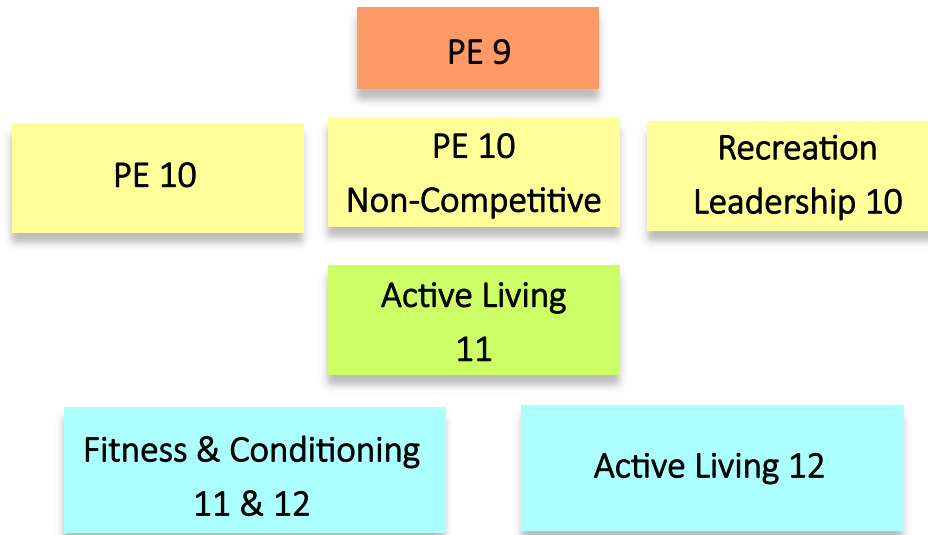 PE 9
PE 10
PE 10
Non-Competitive
Recreation
Leadership 10
Active Living
11
Fitness & Conditioning
11 & 12
Active Living 12